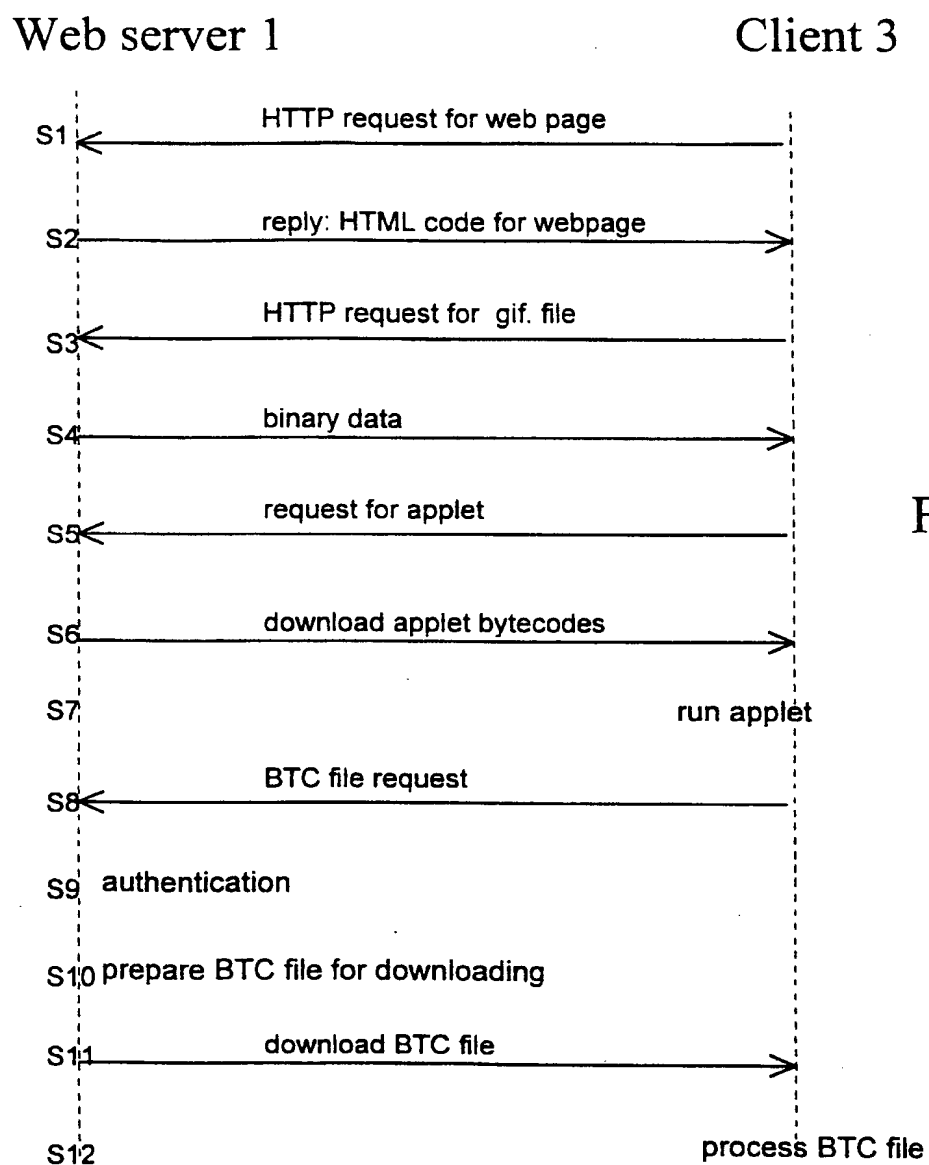 Web server 1 Client 3
S1 HTTP request for web page
S2 reply: HTML code for webpage
S3 HTTP request for gif. file
S4 binary data
S5 request for applet
F
S6 download applet bytecodes
S7 run applet
S8 BTC file request
S9 authentication
S10 prepare BTC file for downloading
S11 download BTC file
S12 process BTC file